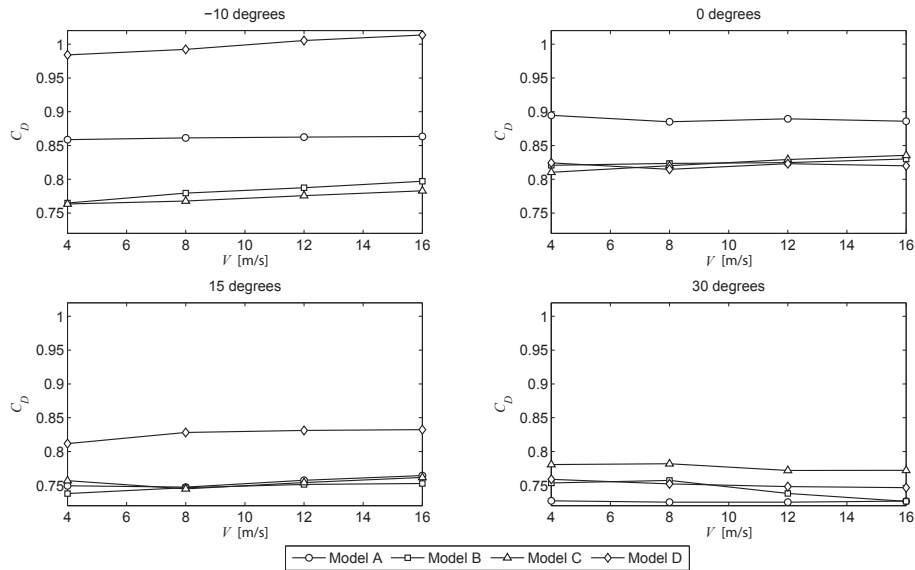 −10 degrees
1
0.95
0.9
0.85
0.8
0.75
C_D
4 6 8 10 12 14 16
V [m/s]
0 degrees
1
0.95
0.9
0.85
0.8
0.75
C_D
4 6 8 10 12 14 16
V [m/s]
15 degrees
1
0.95
0.9
0.85
0.8
0.75
C_D
4 6 8 10 12 14 16
V [m/s]
30 degrees
1
0.95
0.9
0.85
0.8
0.75
C_D
4 6 8 10 12 14 16
V [m/s]
Model A Model B Model C Model D